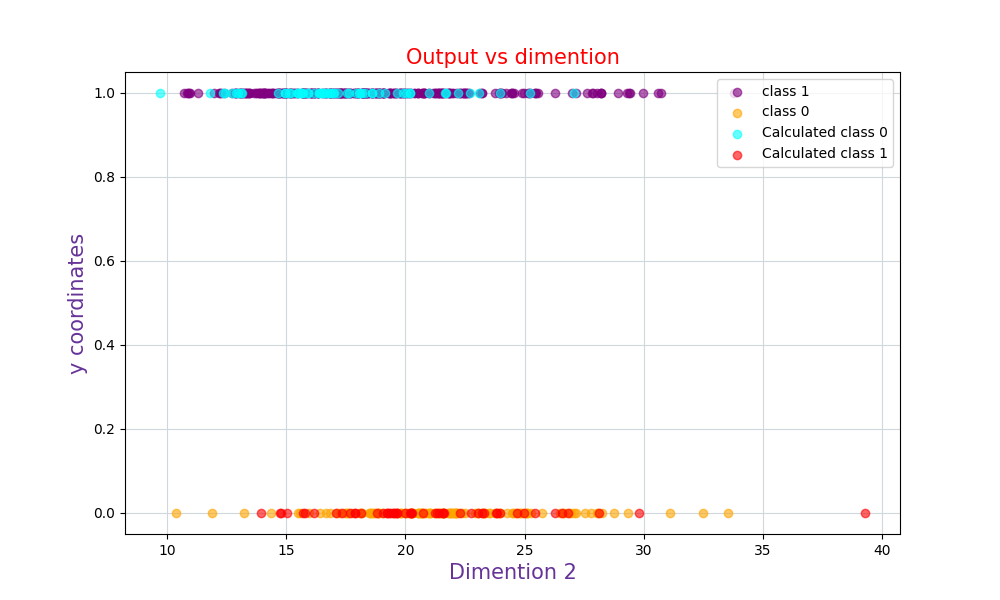 Output vs dimention
class 1
class 0
Calculated class 0
Calculated class 1
y coordinates
1.0
0.8
0.6
0.4
0.2
0.0
10 15 20 25 30 35 40
Dimention 2